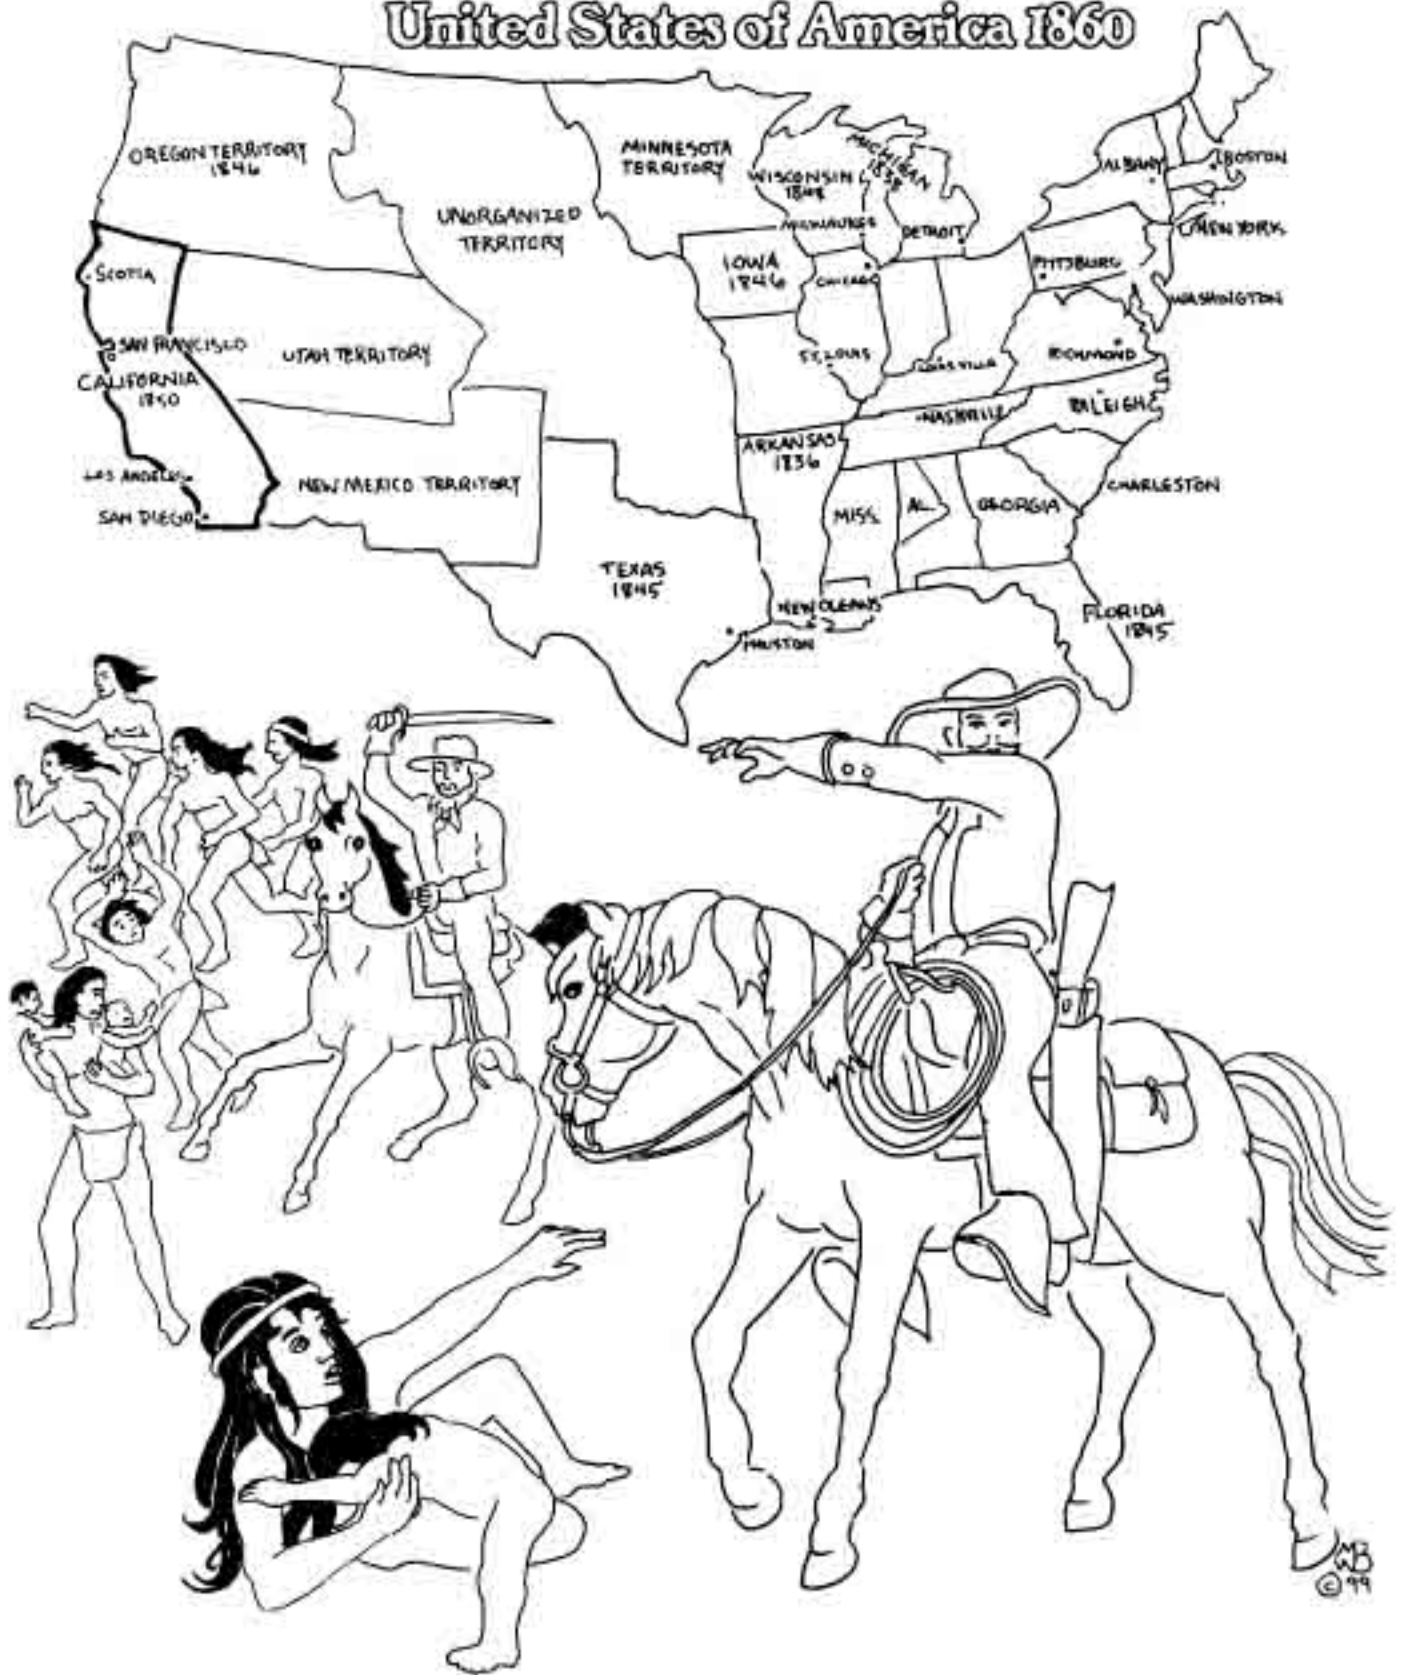 United States of America 1860
OREGON TERRITORY
1846
UNORGANIZED
TERRITORY
MINNESOTA
TERRITORY
WISCONSIN
1848
MICHIGAN
ALBANY
BOSTON
NEW YORK
MILWAUKEE
DETROIT
PITTSBURG
WASHINGTON
IOWA
1846
CHICAGO
SCOTIA
SAN FRANCISCO
CALIFORNIA
1850
UTAH TERRITORY
ST. LOUIS
LOUISVILLE
RICHMOND
NASHVILLE
RALEIGH
ARKANSAS
1836
LOS ANGELES
SAN DIEGO
NEW MEXICO TERRITORY
MISS
AL.
GEORGIA
CHARLESTON
TEXAS
1845
NEW OLEANS
HOUSTON
FLORIDA
1845
© 99